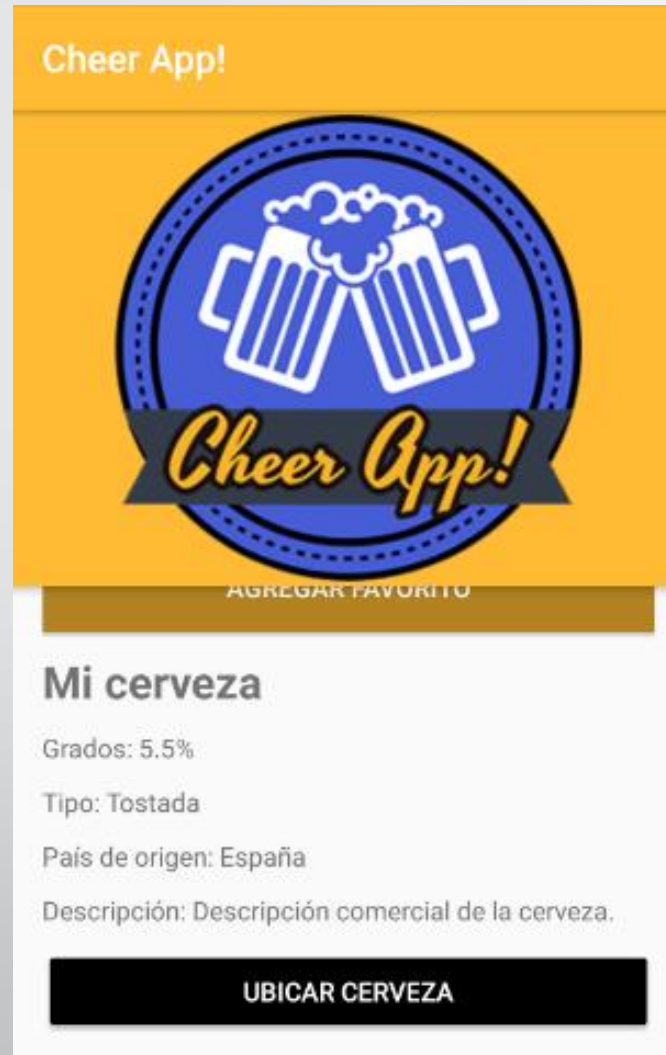 Cheer App!
Cheer App!
AGREGAR FAVORITO
Mi cerveza
Grados: 5.5%
Tipo: Tostada
País de origen: España
Descripción: Descripción comercial de la cerveza.
UBICAR CERVEZA